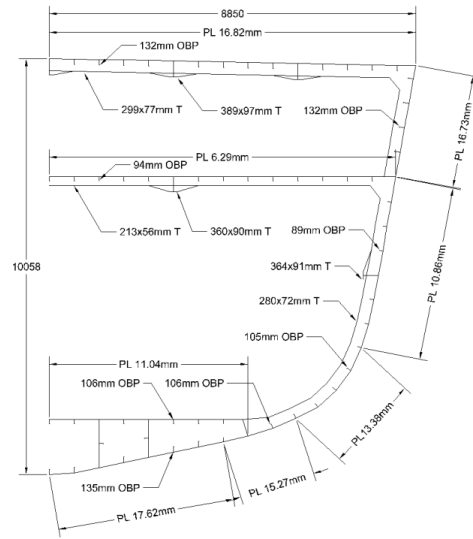 8850
PL 16.82mm
132mm OBP
299x77mm T
389x97mm T
132mm OBP
PL 16.73mm
PL 6.29mm
94mm OBP
213x56mm T
360x90mm T
89mm OBP
10058
364x91mm T
PL 10.86mm
280x72mm T
105mm OBP
PL 11.04mm
106mm OBP
106mm OBP
PL13.38mm
135mm OBP
PL 15.27mm
PL 17.62mm